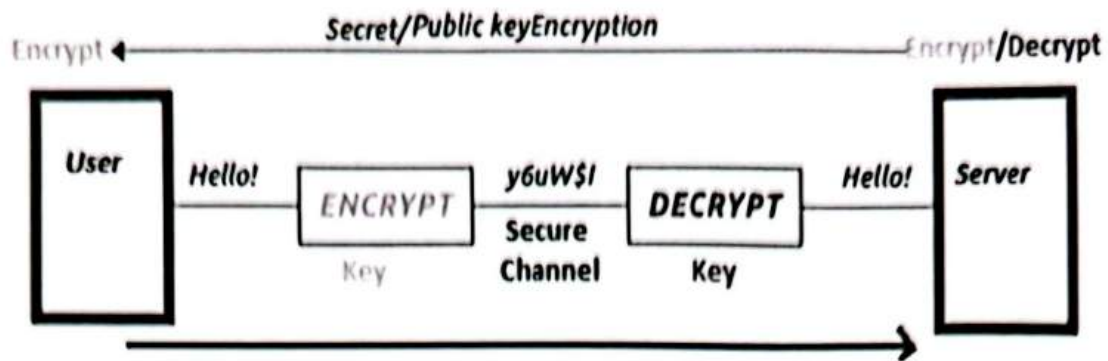 Secret/Public keyEncryption
Encrypt
Encrypt/Decrypt
User
Hello!
ENCRYPT
y6uW$I
DECRYPT
Hello!
Server
Secure
Channel
Key
Key